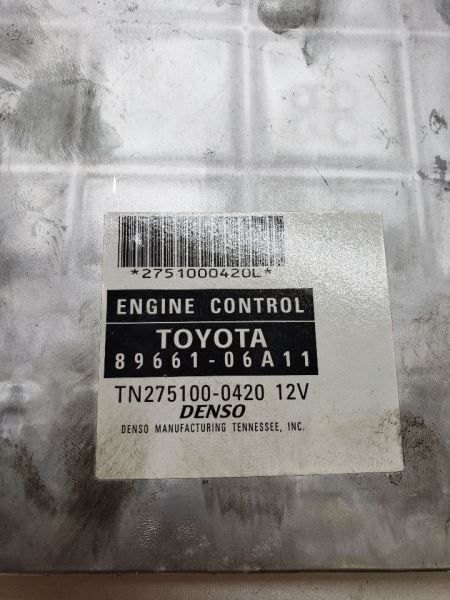 *2751000420L*
ENGINE CONTROL
TOYOTA
89661-06A11
TN275100-0420 12V
DENSO
DENSO MANUFACTURING TENNESSEE, INC.